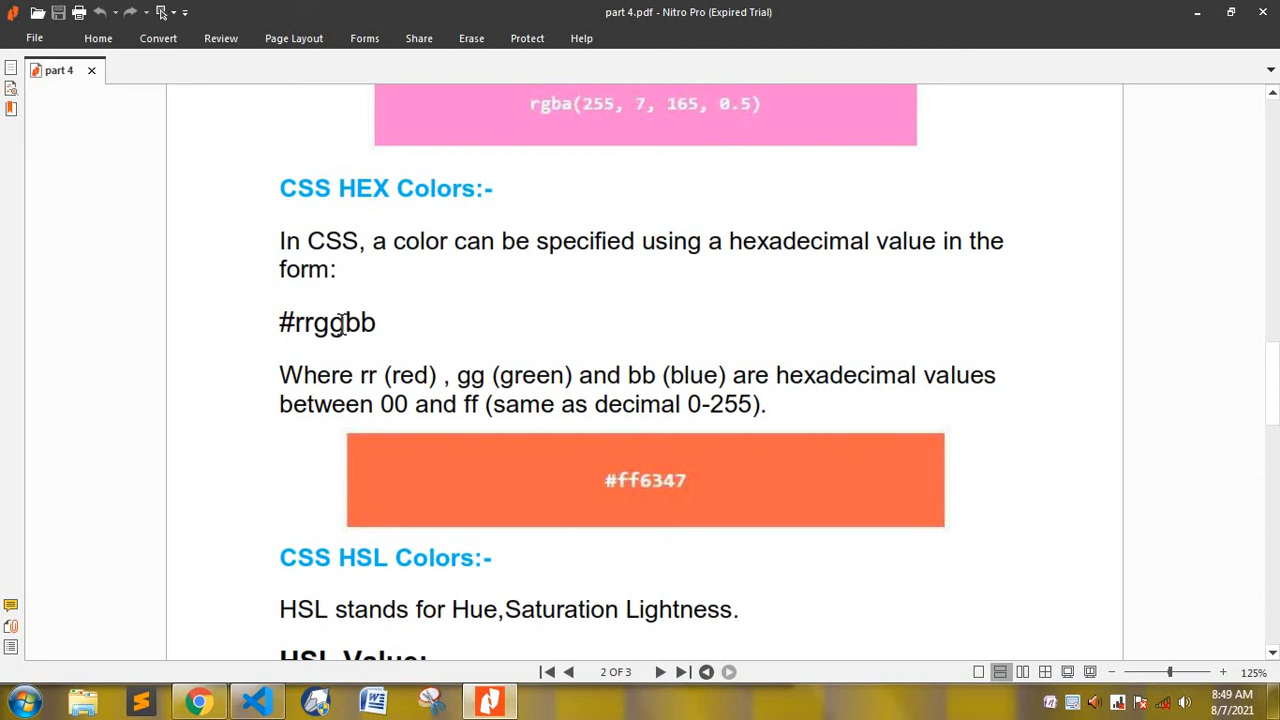 part 4.pdf - Nitro Pro (Expired Trial)
File Home Convert Review Page Layout Forms Share Erase Protect Help
part 4
rgba(255, 7, 165, 0.5)
CSS HEX Colors:-
In CSS, a color can be specified using a hexadecimal value in the
form:
#rrggbb
Where rr (red) , gg (green) and bb (blue) are hexadecimal values
between 00 and ff (same as decimal 0-255).
#ff6347
CSS HSL Colors:-
HSL stands for Hue,Saturation Lightness.
HSL Value:
2 OF 3
125%
8:49 AM
8/7/2021